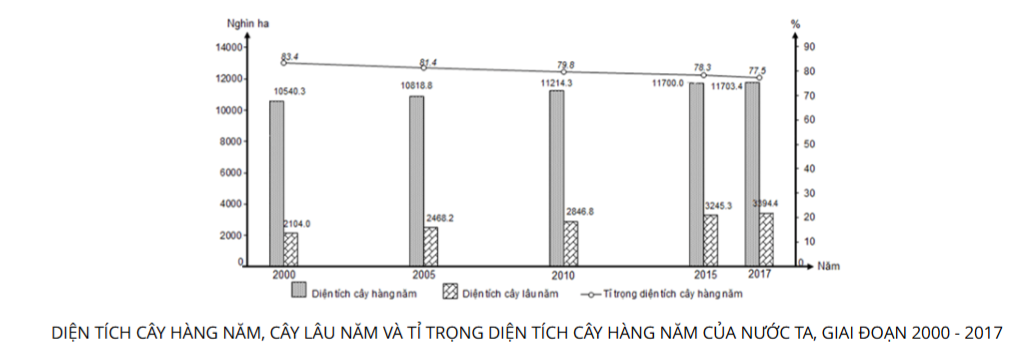 Nghìn ha %
14000 90
12000 80
10000 70
8000 60
6000 50
4000 40
2000 30
0 20
10
0
83.4 81.4 79.8 78.3 77.5
10540.3 10818.8 11214.3 11700.0 11703.4
2104.0 2468.2 2846.8 3245.3 3394.4
2000 2005 2010 2015 2017 Năm
Diện tích cây hàng năm Diện tích cây lâu năm Tỉ trọng diện tích cây hàng năm
DIỆN TÍCH CÂY HÀNG NĂM, CÂY LÂU NĂM VÀ TỈ TRỌNG DIỆN TÍCH CÂY HÀNG NĂM CỦA NƯỚC TA, GIAI ĐOẠN 2000 - 2017